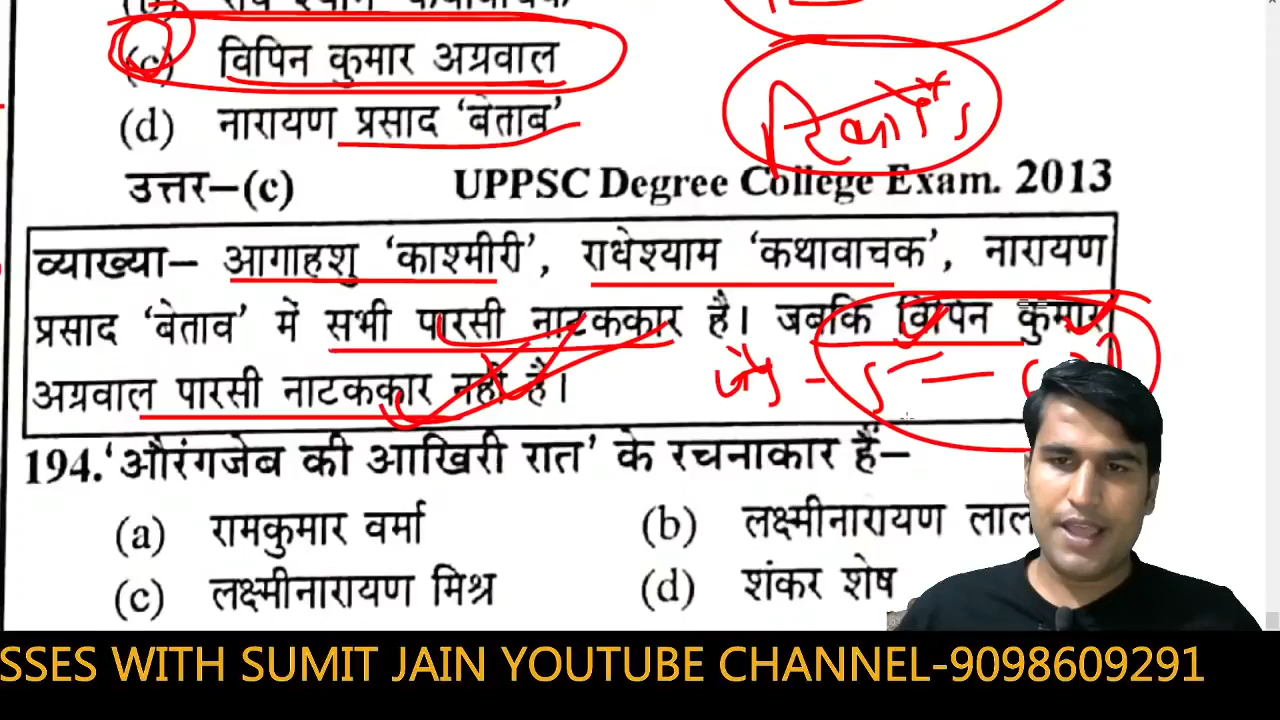 (c) विपिन कुमार अग्रवाल
(d) नारायण प्रसाद 'बेताब'
उत्तर–(c) UPPSC Degree College Exam. 2013
व्याख्या– आगाहशु 'काश्मीरी', राधेश्याम 'कथावाचक', नारायण
प्रसाद 'बेताव' में सभी पारसी नाटककार है। जबकि विपिन कुमार
अग्रवाल पारसी नाटककार नही है।
194. 'औरंगजेब की आखिरी रात' के रचनाकार हैं–
(a) रामकुमार वर्मा (b) लक्ष्मीनारायण लाल
(c) लक्ष्मीनारायण मिश्र (d) शंकर शेष
SSES WITH SUMIT JAIN YOUTUBE CHANNEL-9098609291